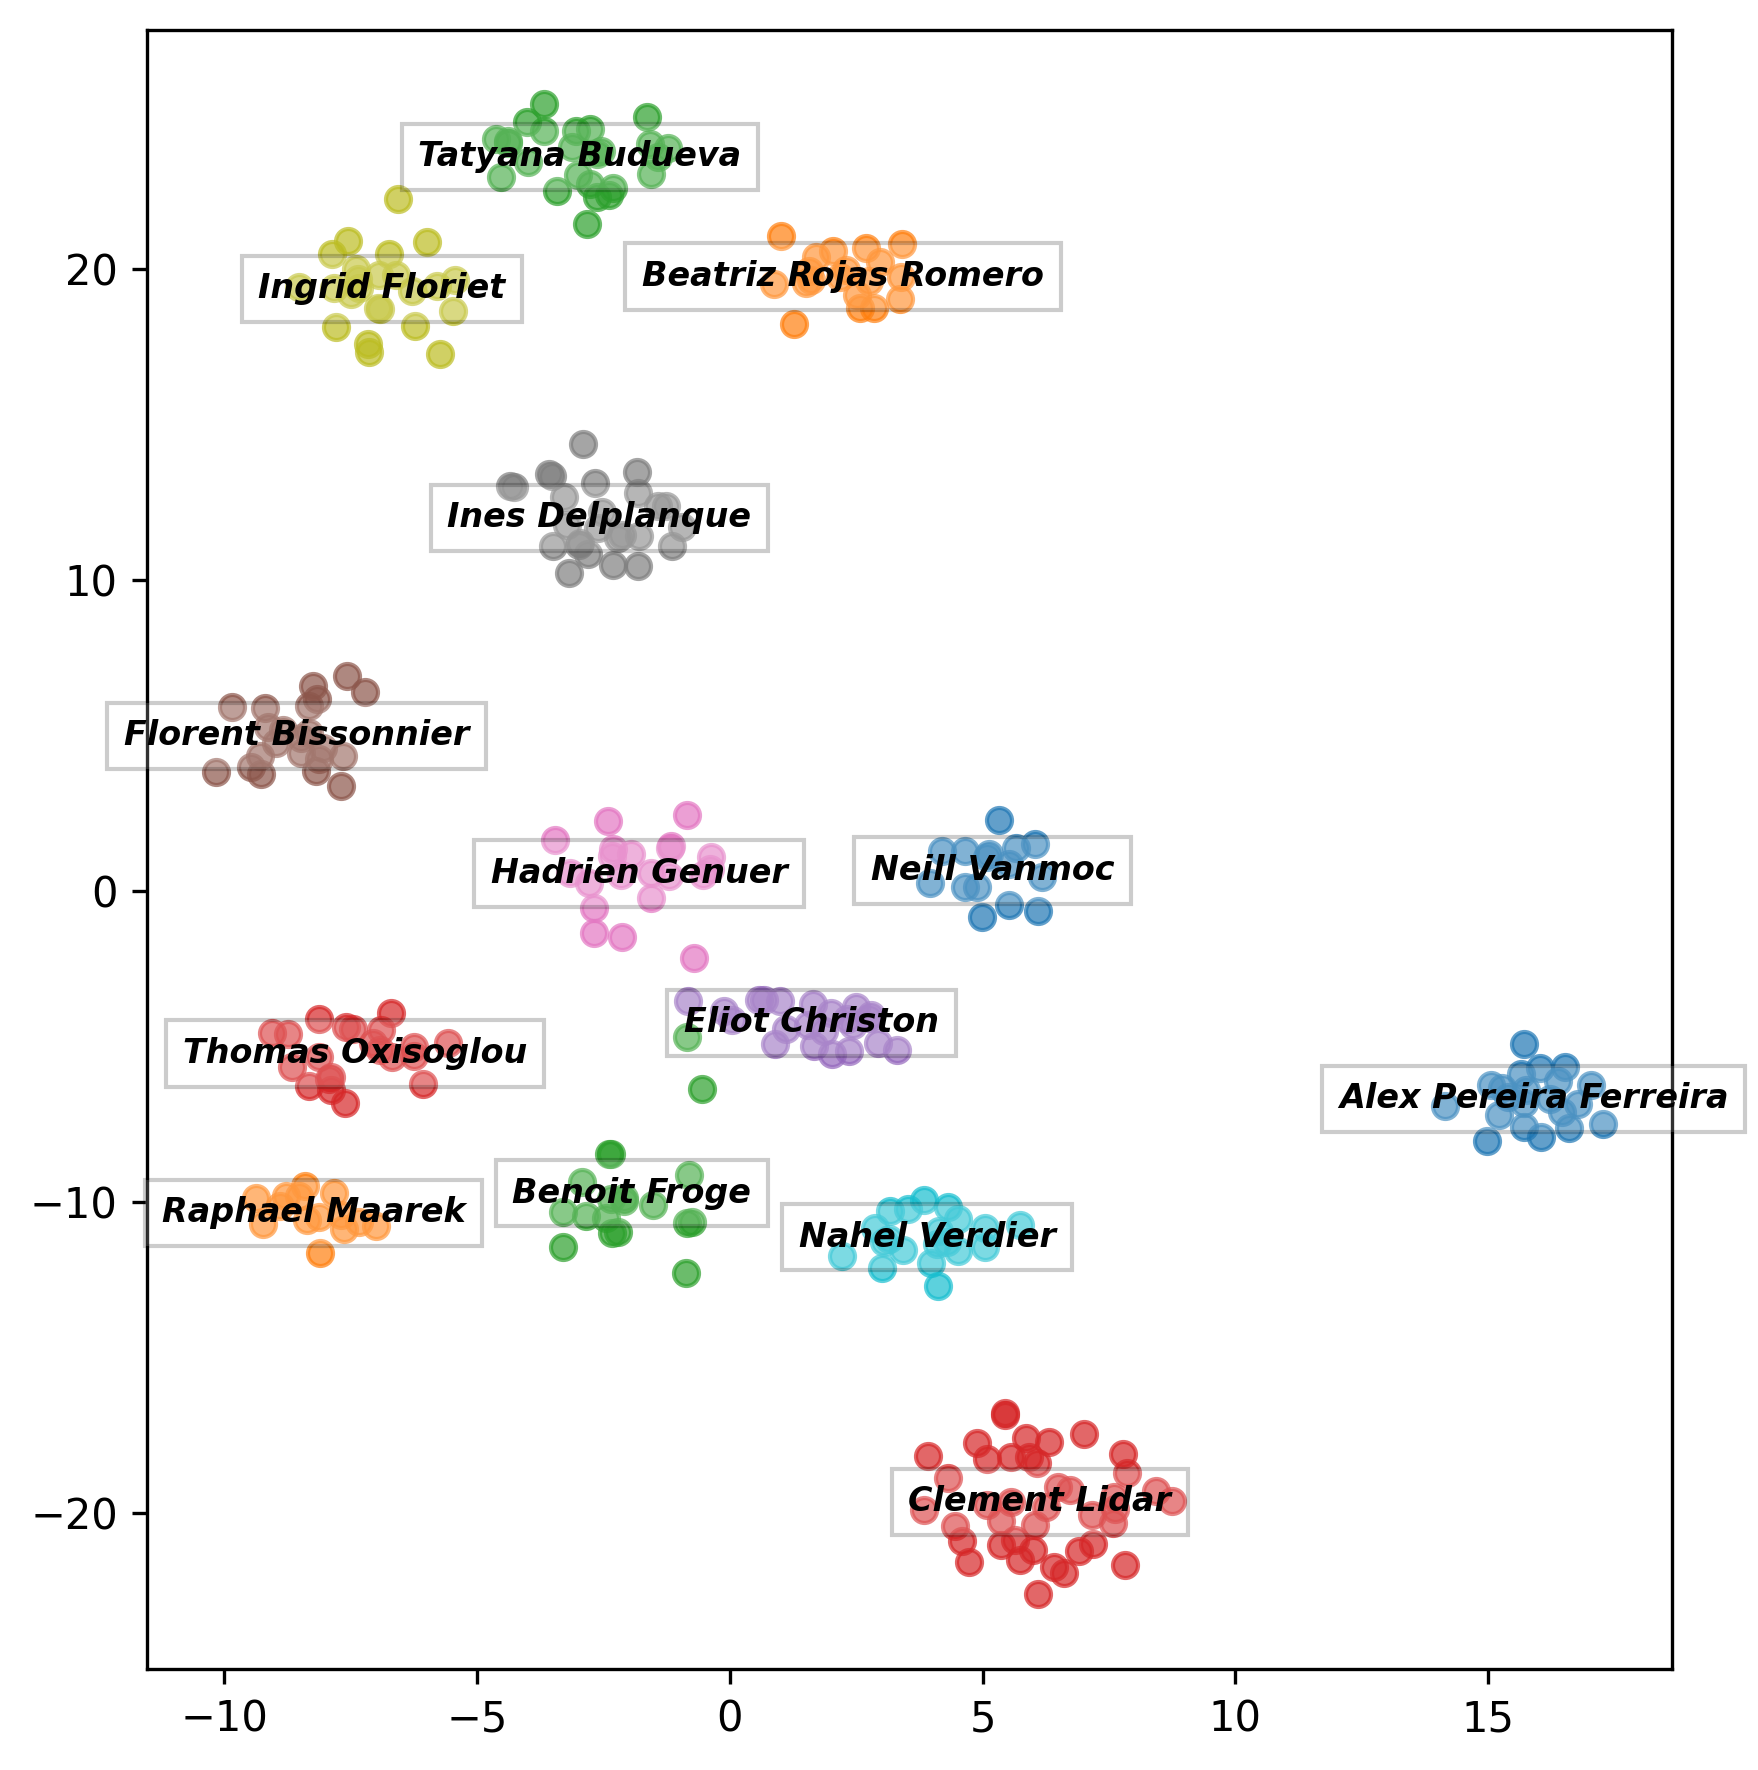 Tatyana Budueva
20
Beatriz Rojas Romero
Ingrid Floriet
Ines Delplanque
10
Florent Bissonnier
Hadrien Genuer
Neill Vanmoc
0
Eliot Christon
Thomas Oxisoglou
Alex Pereira Ferreira
Benoit Froge
−10
Raphael Maarek
Nahel Verdier
Clement Lidar
−20
−10 −5 0 5 10 15